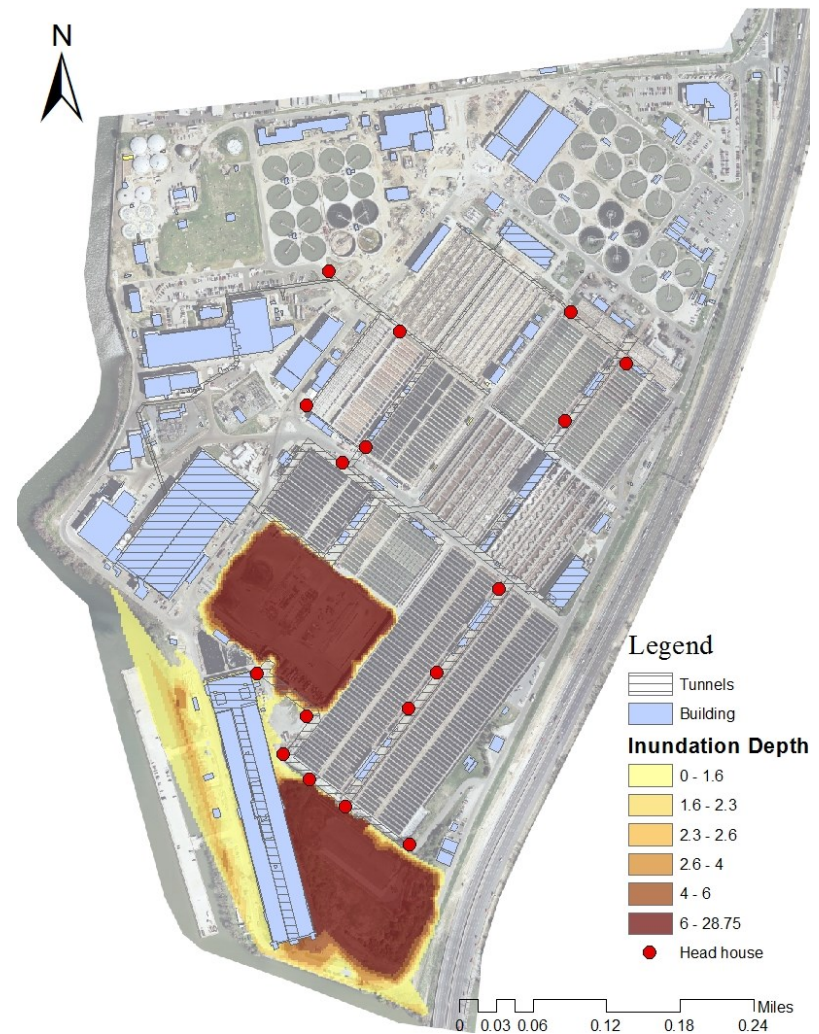 N
Legend
Tunnels
Building
Inundation Depth
0 - 1.6
1.6 - 2.3
2.3 - 2.6
2.6 - 4
4 - 6
6 - 28.75
Head house
Miles
0 0.03 0.06 0.12 0.18 0.24